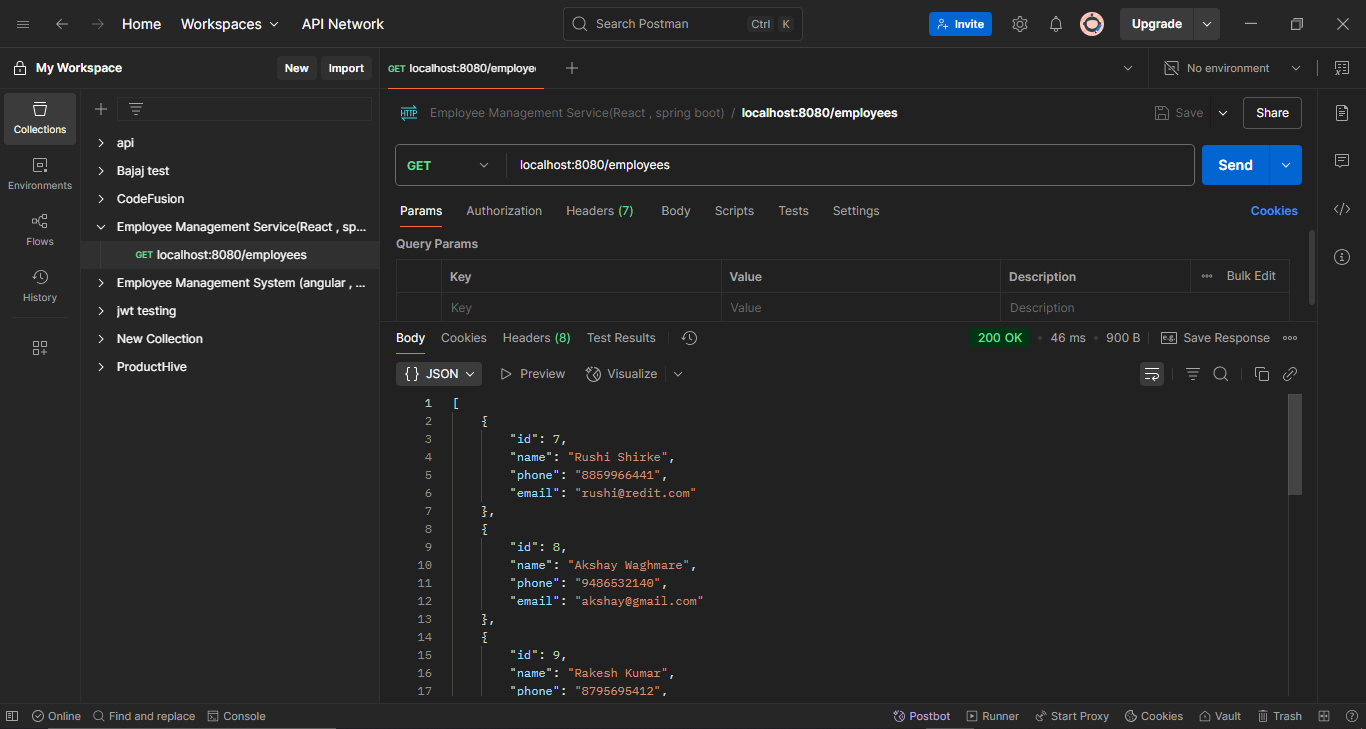 Home Workspaces API Network Search Postman Ctrl K Invite Upgrade
My Workspace New Import GET localhost:8080/employe No environment
Collections
Environments
Flows
History
api
Bajaj test
CodeFusion
Employee Management Service(React , sp...
GET localhost:8080/employees
Employee Management System (angular , ...
jwt testing
New Collection
ProductHive
HTTP Employee Management Service(React , spring boot) / localhost:8080/employees Save Share
GET localhost:8080/employees Send
Params Authorization Headers (7) Body Scripts Tests Settings Cookies
Query Params
Key Value Description Bulk Edit
Key Value Description
Body Cookies Headers (8) Test Results 200 OK 46 ms 900 B e.g. Save Response
{} JSON Preview Visualize
1 [
2 {
3 "id": 7,
4 "name": "Rushi Shirke",
5 "phone": "8859966441",
6 "email": "rushi@redit.com"
7 },
8 {
9 "id": 8,
10 "name": "Akshay Waghmare",
11 "phone": "9486532140",
12 "email": "akshay@gmail.com"
13 },
14 {
15 "id": 9,
16 "name": "Rakesh Kumar",
17 "phone": "8795695412",
Online Find and replace Console Postbot Runner Start Proxy Cookies Vault Trash